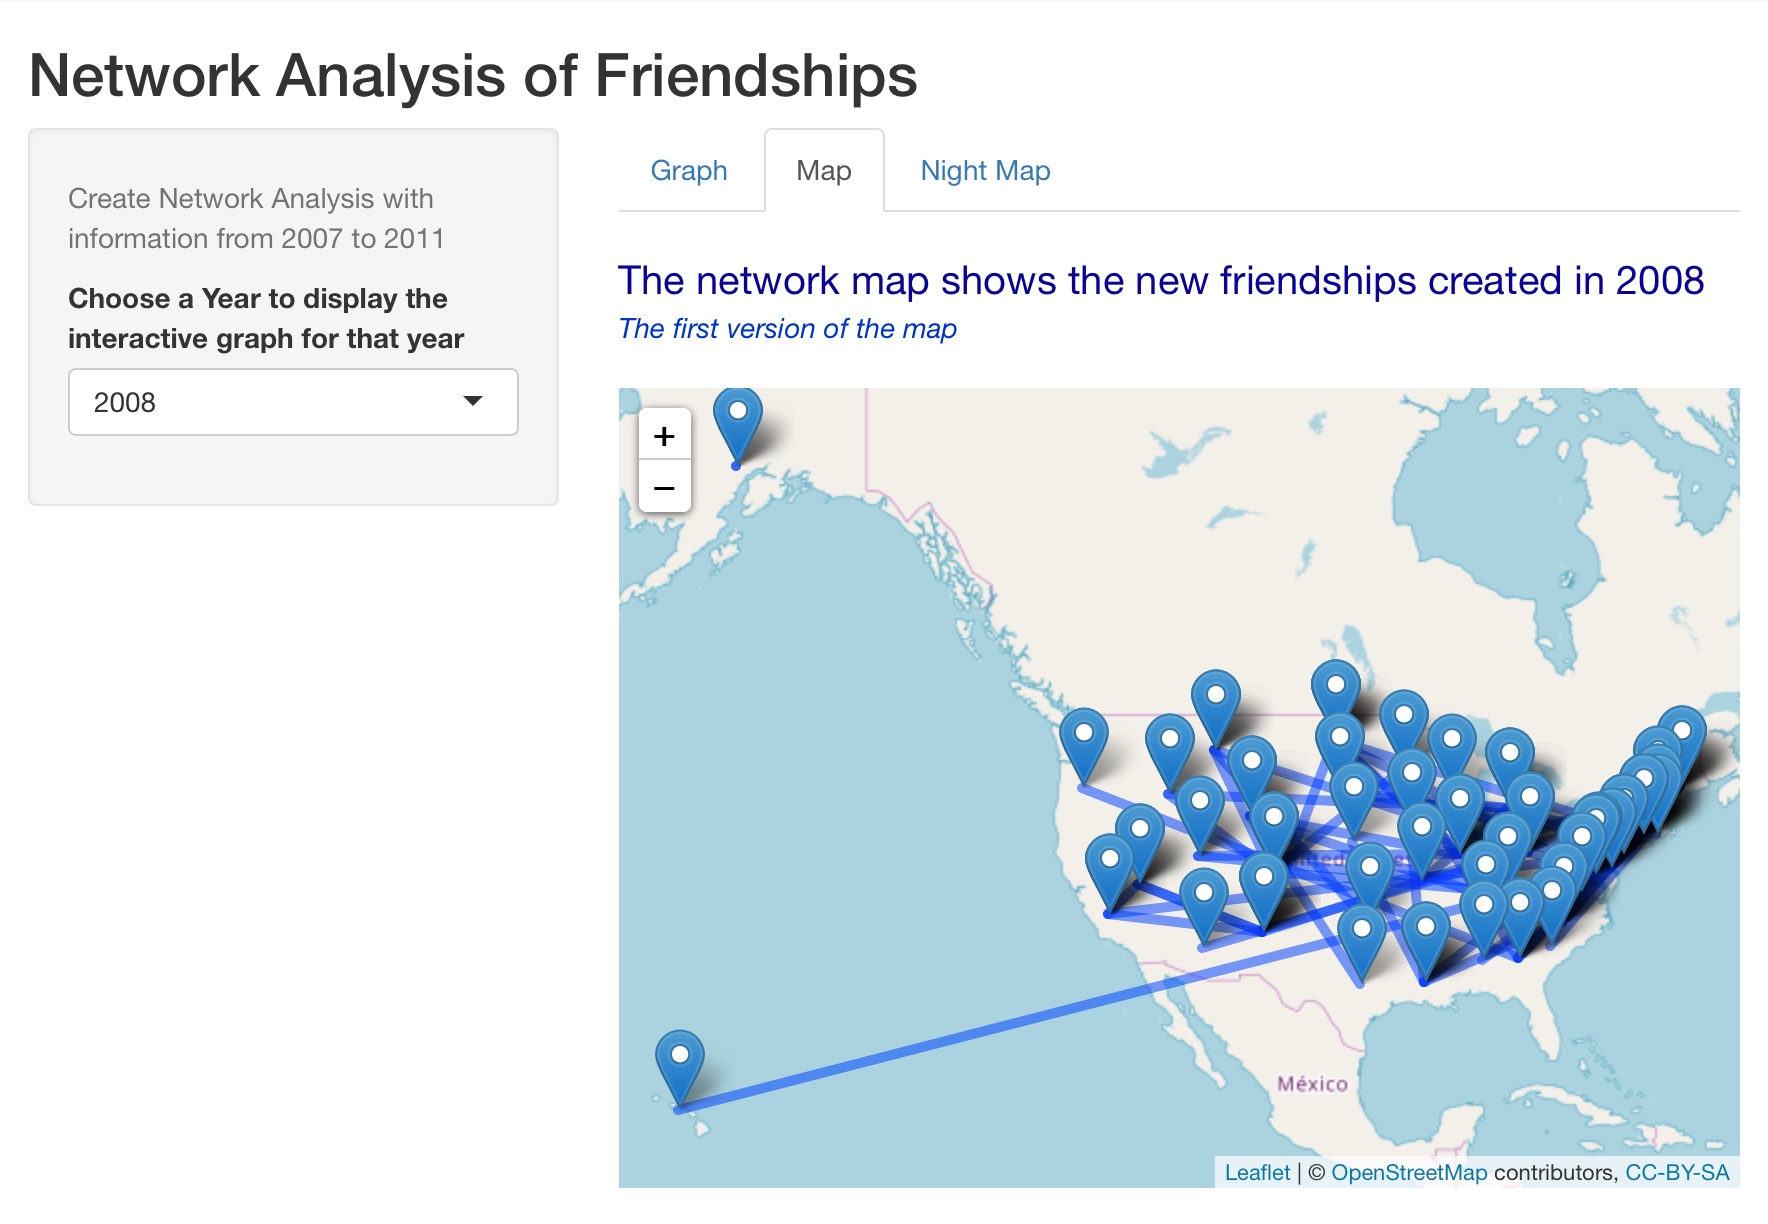 Network Analysis of Friendships
Create Network Analysis with
information from 2007 to 2011
Choose a Year to display the
interactive graph for that year
2008
Graph
Map
Night Map
The network map shows the new friendships created in 2008
The first version of the map
+
−
México
Leaflet | © OpenStreetMap contributors, CC-BY-SA